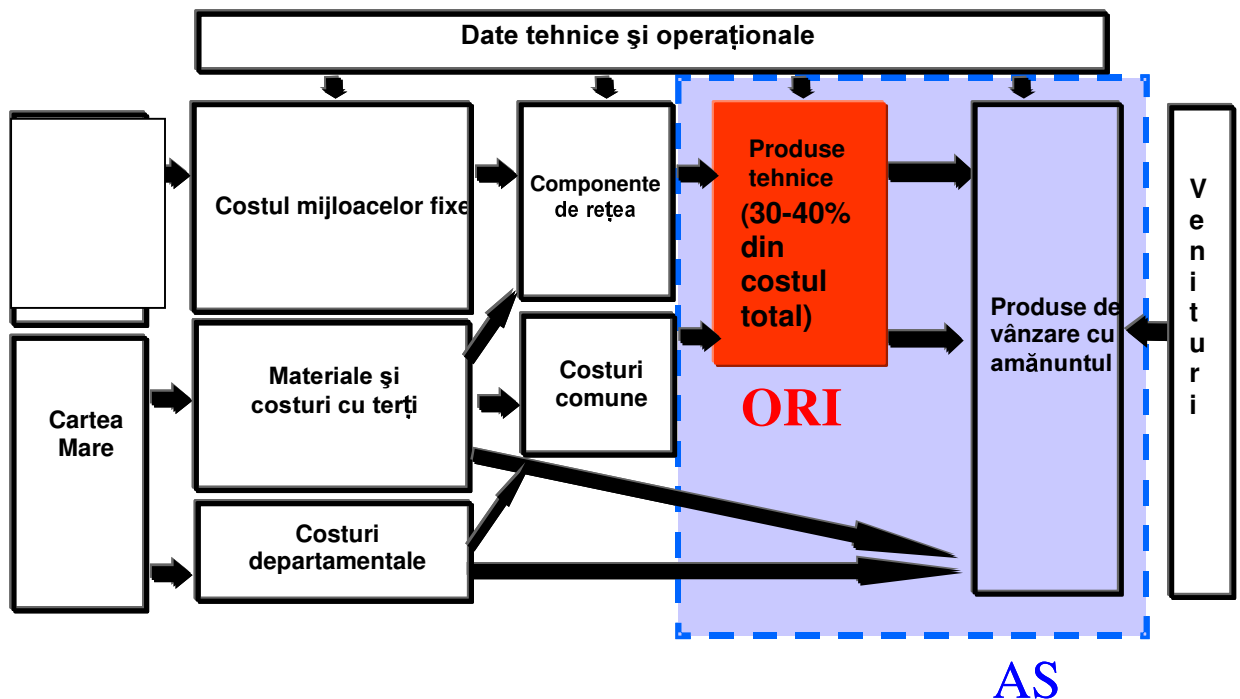 Date tehnice şi operaţionale
Costul mijloacelor fixe
Componente
de reţea
Produse
tehnice
(30-40%
din
costul
total)
ORI
Produse de
vânzare cu
amănuntul
V
e
n
i
t
u
r
i
Cartea
Mare
Materiale şi
costuri cu terţi
Costuri
comune
Costuri
departamentale
AS